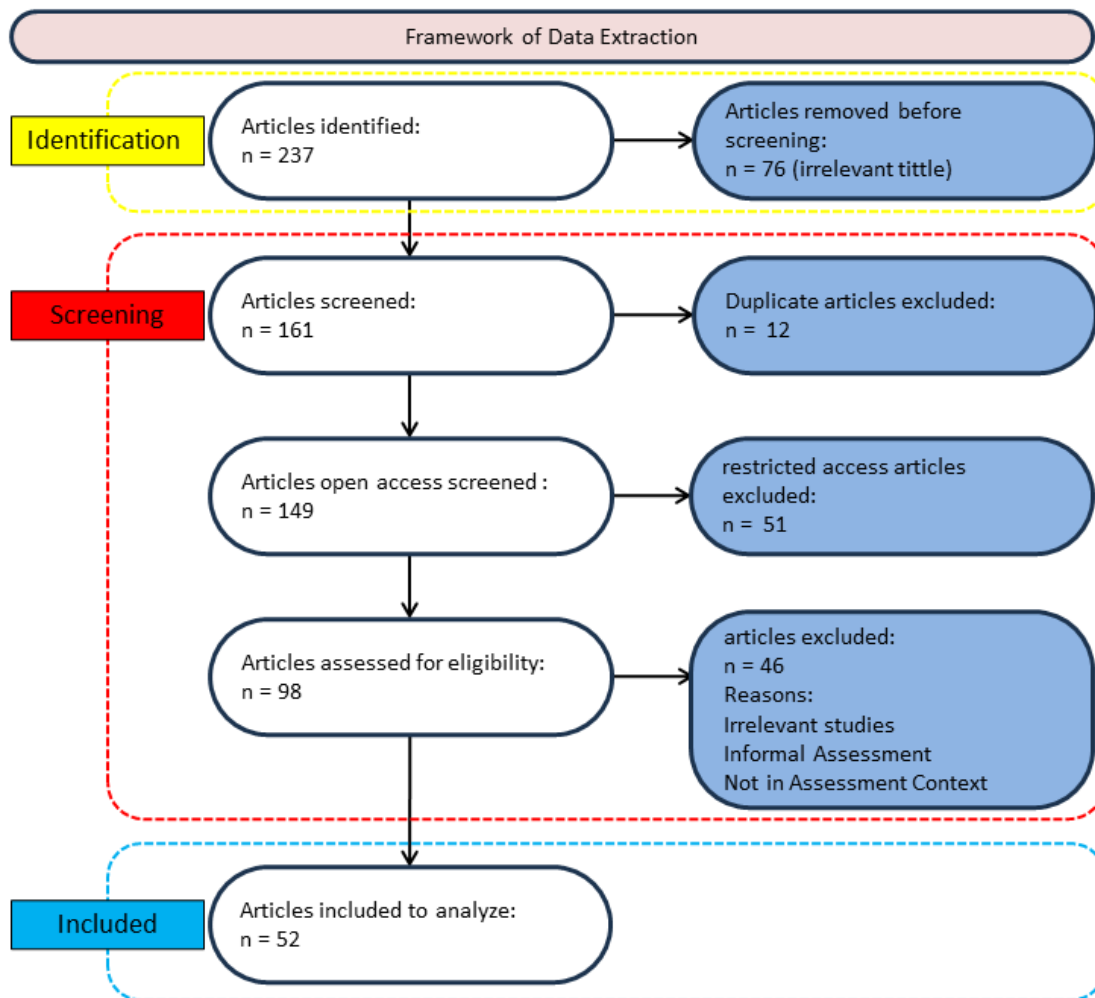 Framework of Data Extraction
Identification
Articles identified:
n = 237
Articles removed before
screening:
n = 76 (irrelevant tittle)
Screening
Articles screened:
n = 161
Duplicate articles excluded:
n = 12
Articles open access screened :
n = 149
restricted access articles
excluded:
n = 51
Articles assessed for eligibility:
n = 98
articles excluded:
n = 46
Reasons:
Irrelevant studies
Informal Assessment
Not in Assessment Context
Included
Articles included to analyze:
n = 52